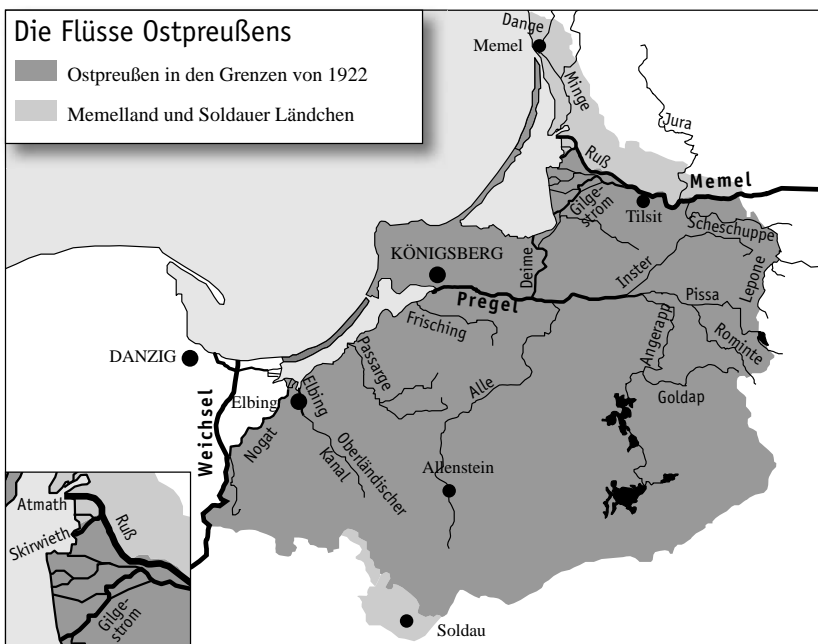 Die Flüsse Ostpreußens
Ostpreußen in den Grenzen von 1922
Memelland und Soldauer Ländchen
Dange
Memel
Minge
Jura
Ruß
Memel
Gilge-
strom
Tilsit
Scheschuppe
KÖNIGSBERG
Deime
Inster
Lepone
Pregel
Pissa
Frisching
Angerapp
Rominte
DANZIG
Passarge
Alle
Goldap
Elbing
Elbing
Weichsel
Nogat
Oberländischer
Kanal
Allenstein
Atmath
Ruß
Skirwieth
Gilge-
strom
Soldau